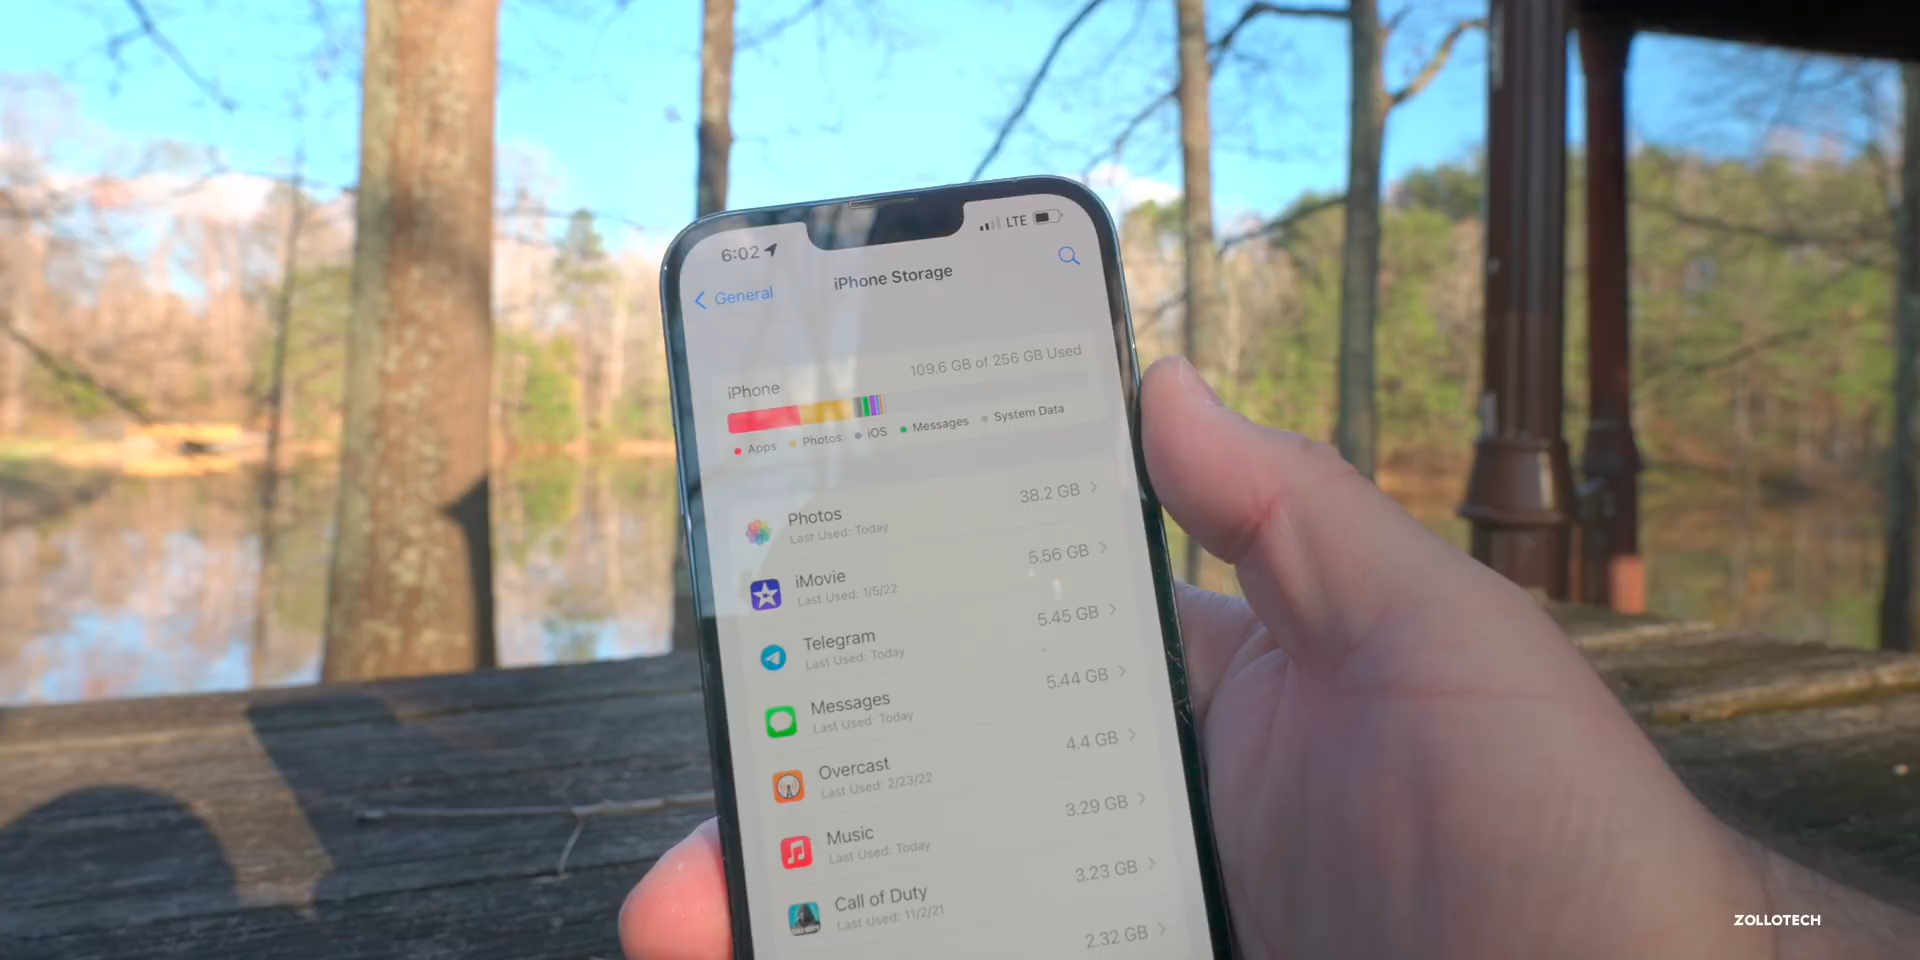 6:02
LTE
General
iPhone Storage
iPhone
109.6 GB of 256 GB Used
Apps
Photos
iOS
Messages
System Data
Photos
Last Used: Today
38.2 GB
iMovie
Last Used: 1/5/22
5.56 GB
Telegram
Last Used: Today
5.45 GB
Messages
Last Used: Today
5.44 GB
Overcast
Last Used: 2/23/22
4.4 GB
Music
Last Used: Today
3.29 GB
Call of Duty
Last Used: 11/2/21
3.23 GB
2.32 GB
ZOLLOTECH